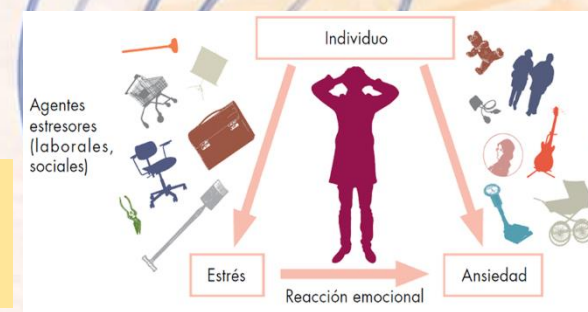 Individuo
Agentes
estresores
(laborales,
sociales)
Estrés
Ansiedad
Reacción emocional